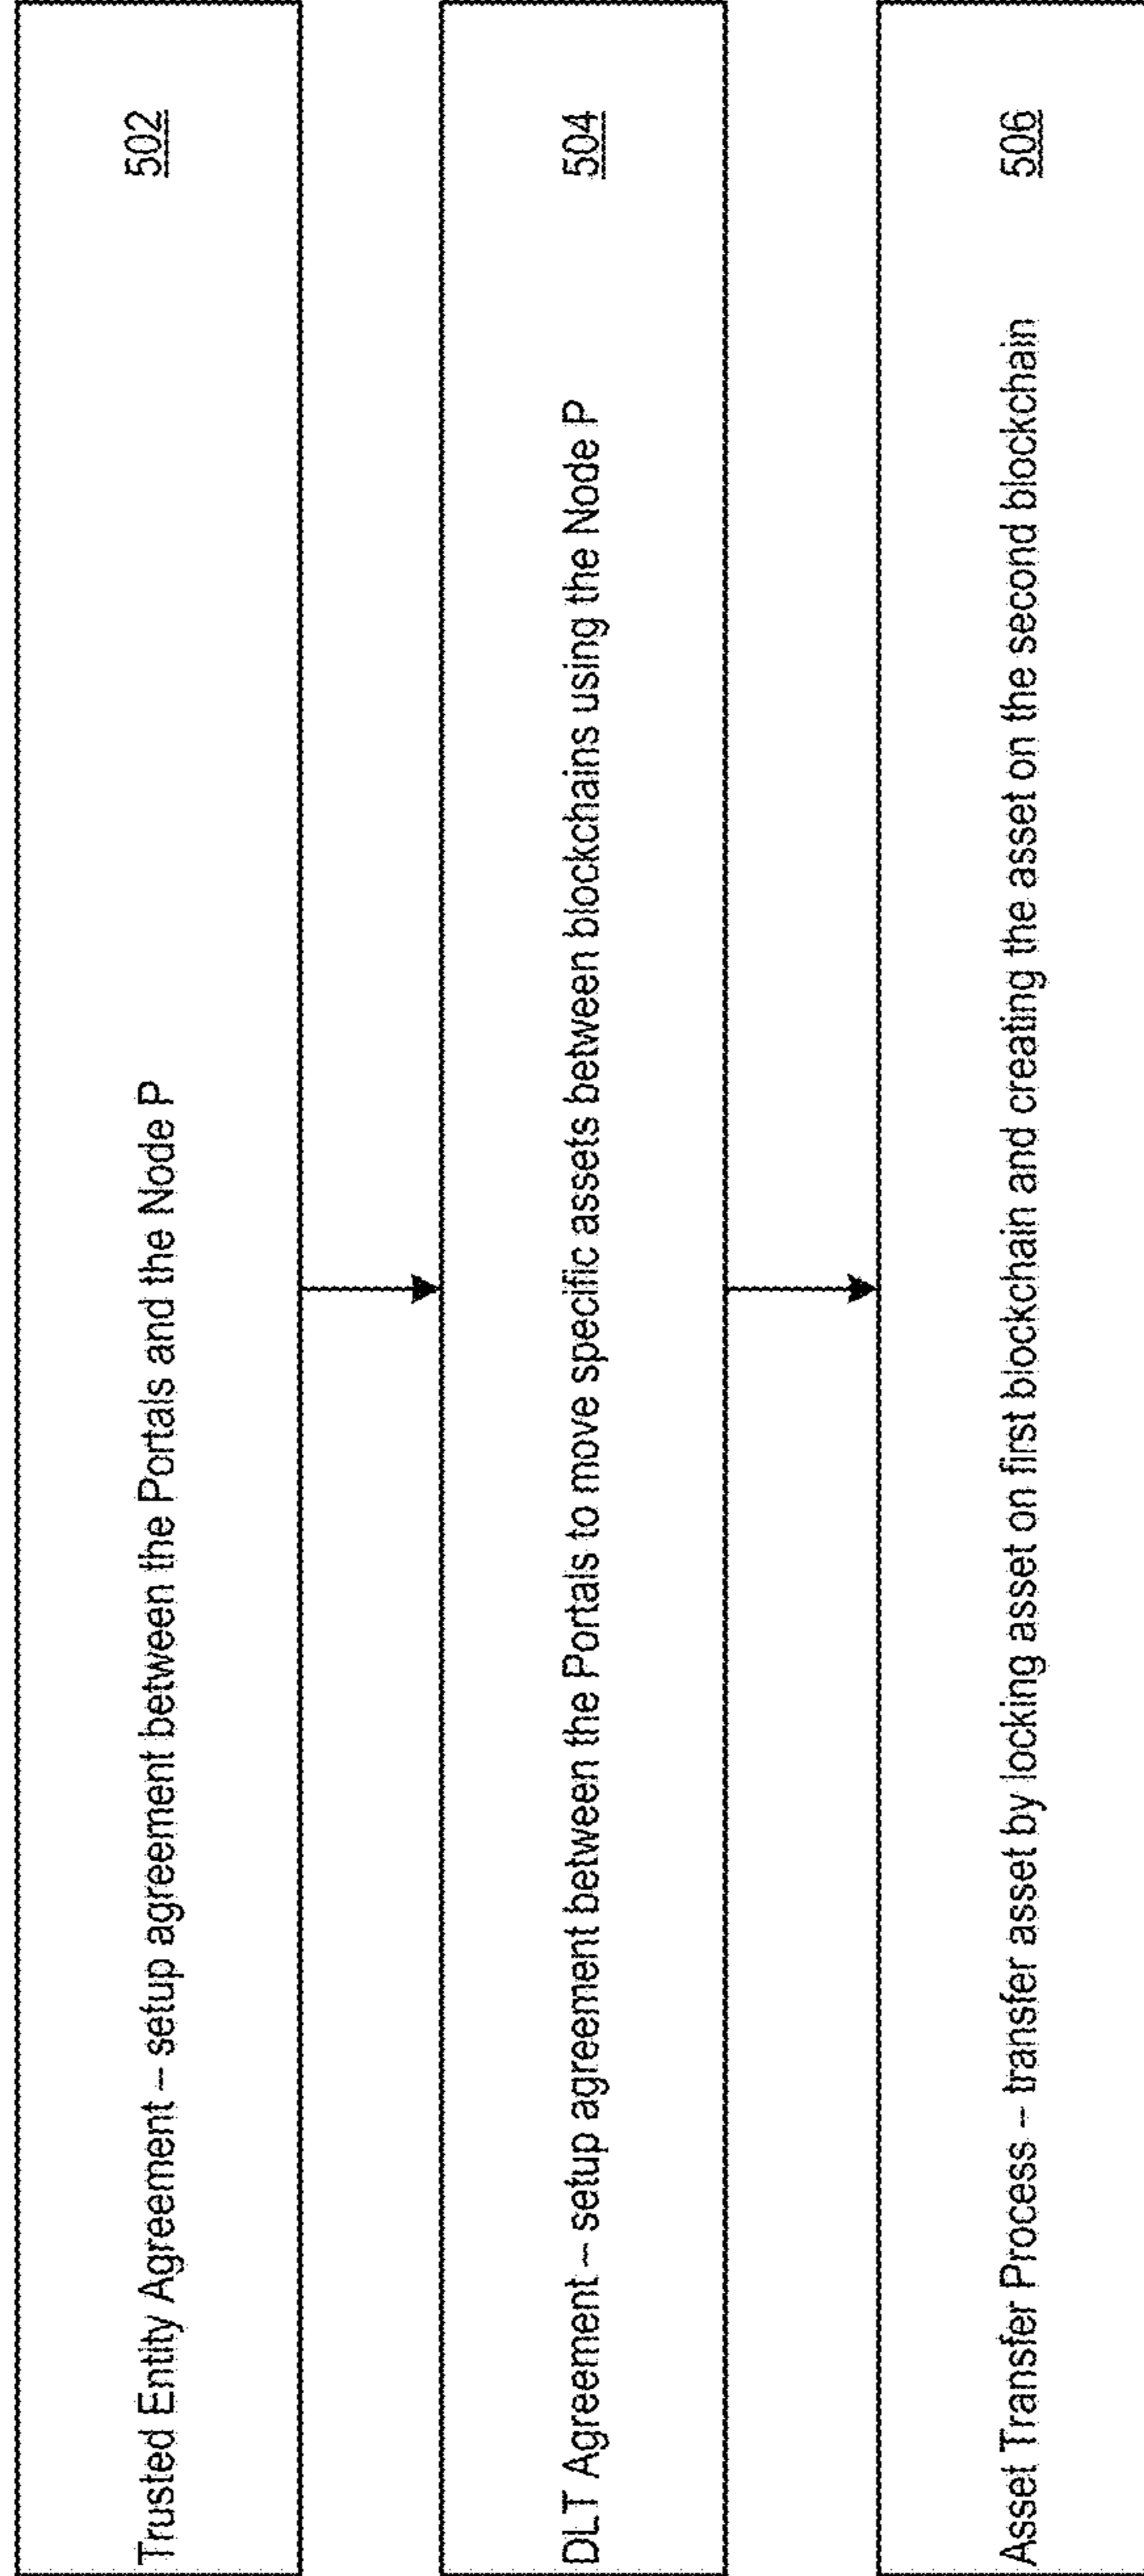 Trusted Entity Agreement – setup agreement between the Portals and the Node P 502
DLT Agreement – setup agreement between the Portals to move specific assets between blockchains using the Node P 504
Asset Transfer Process – transfer asset by locking asset on first blockchain and creating the asset on the second blockchain 506